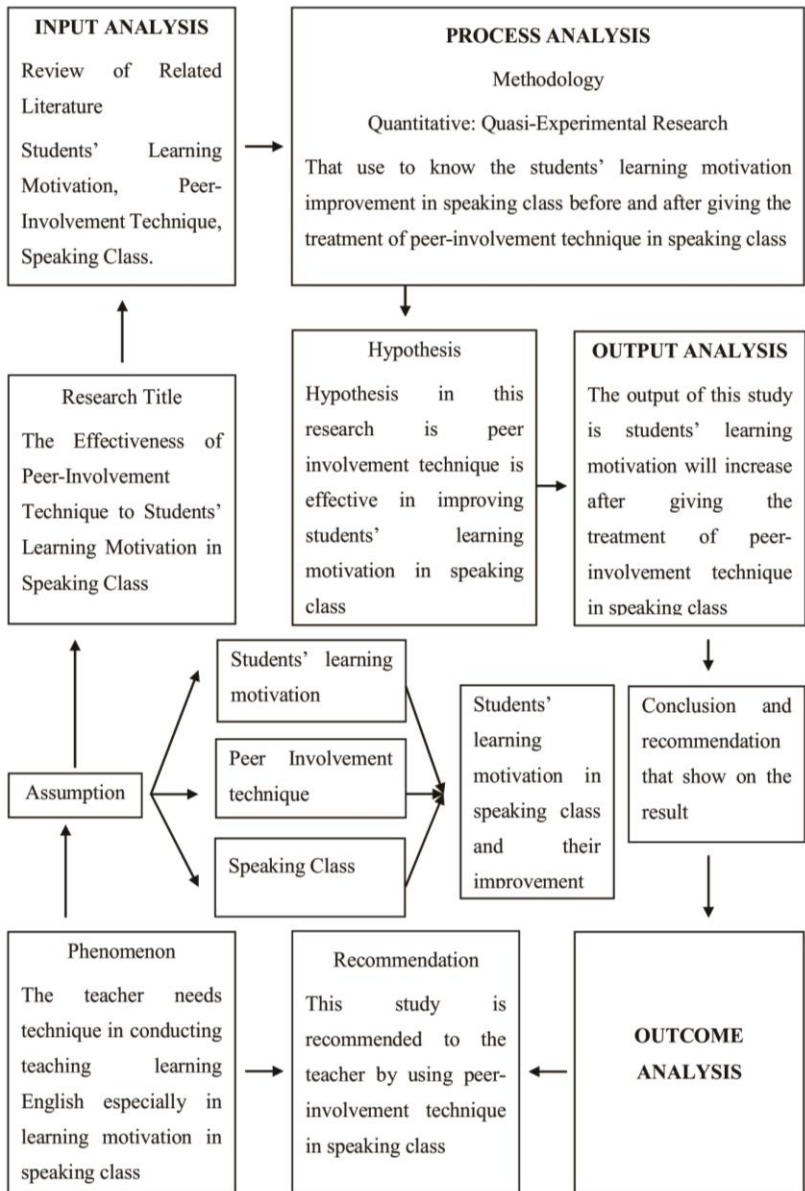 INPUT ANALYSIS
Review of Related
Literature
Students’ Learning
Motivation, Peer-
Involvement Technique,
Speaking Class.
PROCESS ANALYSIS
Methodology
Quantitative: Quasi-Experimental Research
That use to know the students’ learning motivation
improvement in speaking class before and after giving the
treatment of peer-involvement technique in speaking class
Research Title
The Effectiveness of
Peer-Involvement
Technique to Students’
Learning Motivation in
Speaking Class
Hypothesis
Hypothesis in this
research is peer
involvement technique is
effective in improving
students’ learning
motivation in speaking
class
OUTPUT ANALYSIS
The output of this study
is students’ learning
motivation will increase
after giving the
treatment of peer-
involvement technique
in speaking class
Assumption
Students’ learning
motivation
Peer Involvement
technique
Speaking Class
Students’
learning
motivation in
speaking class
and their
improvement
Conclusion and
recommendation
that show on the
result
Phenomenon
The teacher needs
technique in conducting
teaching learning
English especially in
learning motivation in
speaking class
Recommendation
This study is
recommended to the
teacher by using peer-
involvement technique
in speaking class
OUTCOME
ANALYSIS